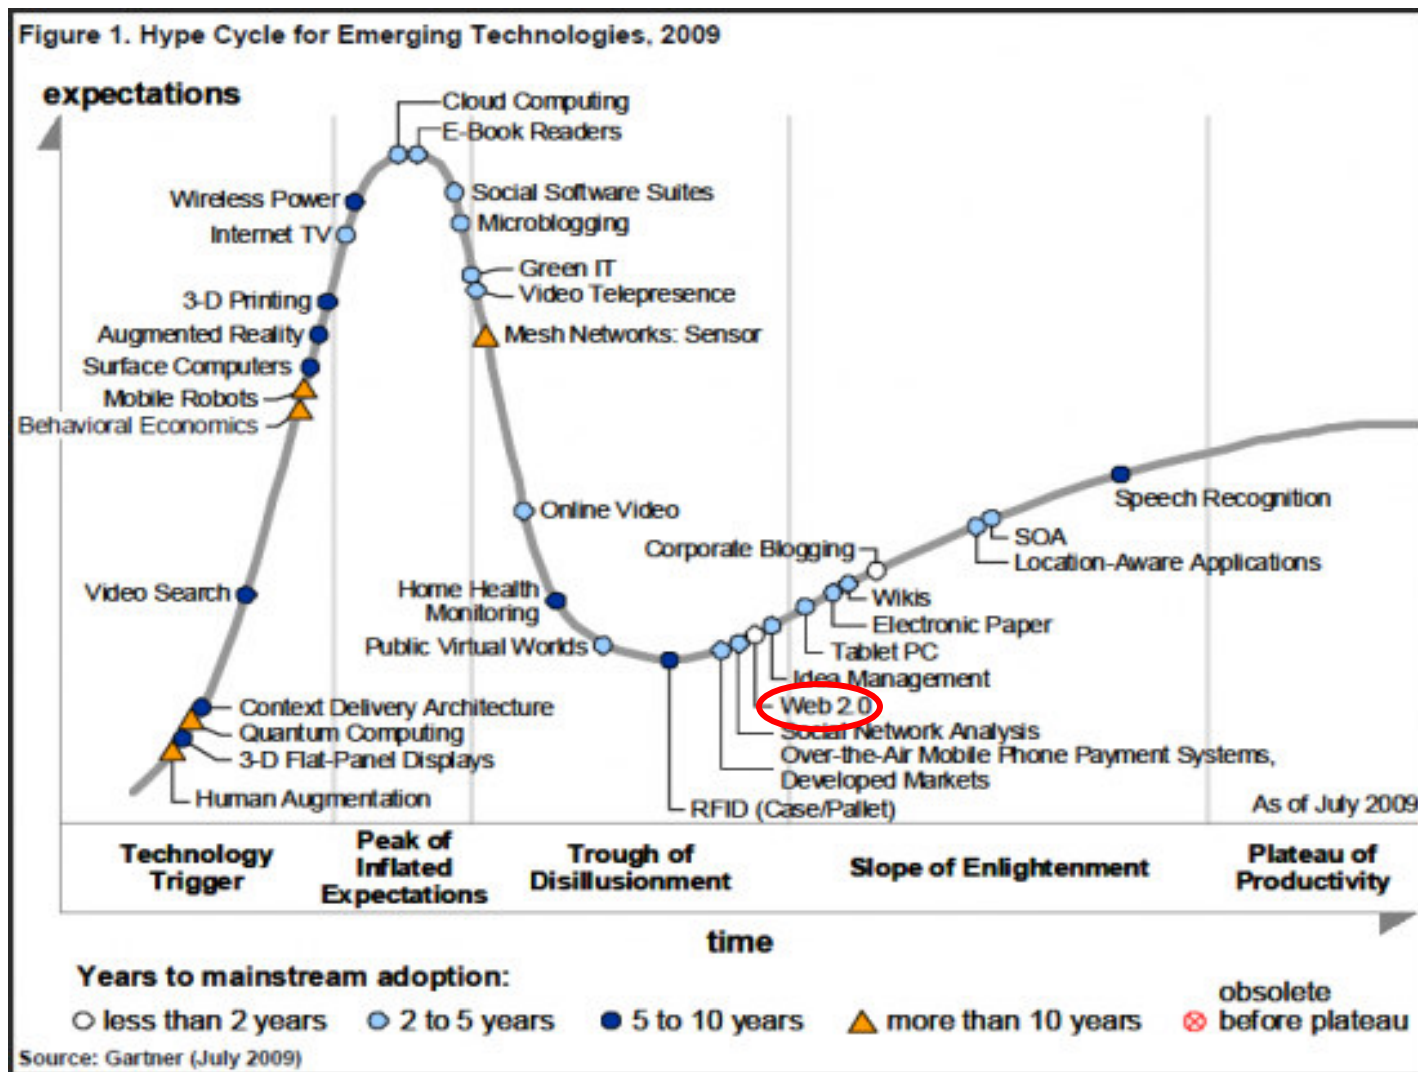 Figure 1. Hype Cycle for Emerging Technologies, 2009
expectations
Cloud Computing
E-Book Readers
Wireless Power
Social Software Suites
Internet TV
Microblogging
Green IT
3-D Printing
Video Telepresence
Augmented Reality
Mesh Networks: Sensor
Surface Computers
Mobile Robots
Behavioral Economics
Speech Recognition
Online Video
SOA
Corporate Blogging
Location-Aware Applications
Video Search
Home Health
Monitoring
Wikis
Electronic Paper
Public Virtual Worlds
Tablet PC
Idea Management
Context Delivery Architecture
Web 2.0
Quantum Computing
Social Network Analysis
3-D Flat-Panel Displays
Over-the-Air Mobile Phone Payment Systems,
Developed Markets
Human Augmentation
RFID (Case/Pallet)
As of July 2009
Technology
Trigger
Peak of
Inflated
Expectations
Trough of
Disillusionment
Slope of Enlightenment
Plateau of
Productivity
time
Years to mainstream adoption:
less than 2 years
2 to 5 years
5 to 10 years
more than 10 years
obsolete
before plateau
Source: Gartner (July 2009)